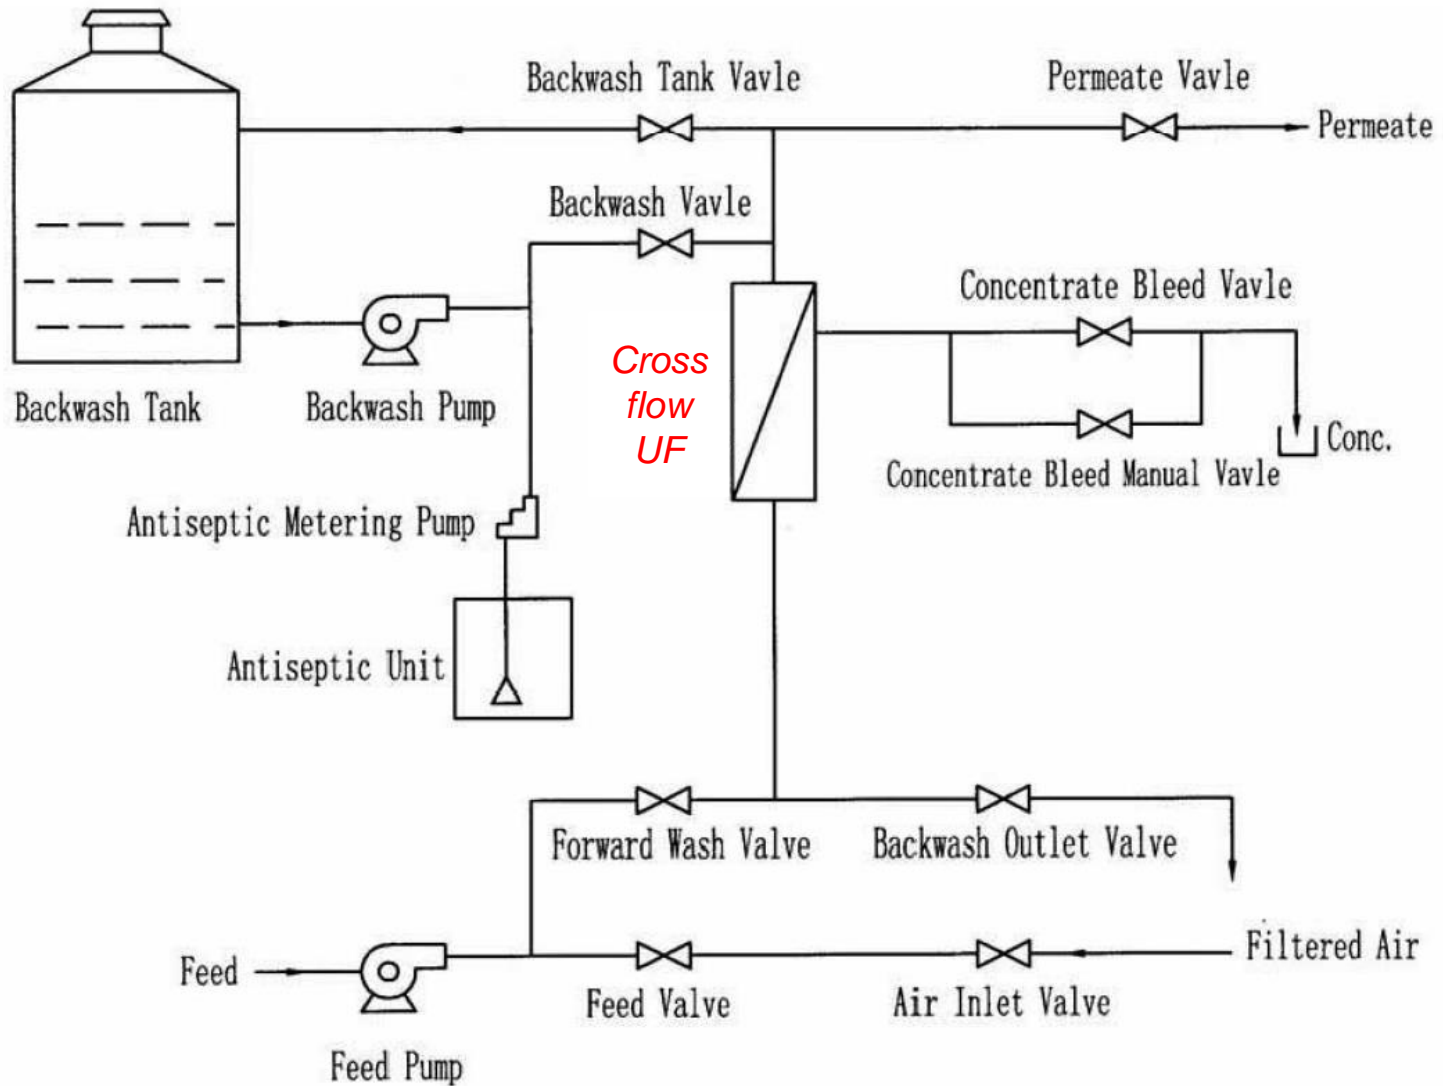 Backwash Tank Vavle
Permeate Vavle
Permeate
Backwash Vavle
Concentrate Bleed Vavle
Cross
flow
UF
Backwash Tank
Backwash Pump
Conc.
Concentrate Bleed Manual Vavle
Antiseptic Metering Pump
Antiseptic Unit
Forward Wash Valve
Backwash Outlet Valve
Feed
Filtered Air
Feed Valve
Air Inlet Valve
Feed Pump